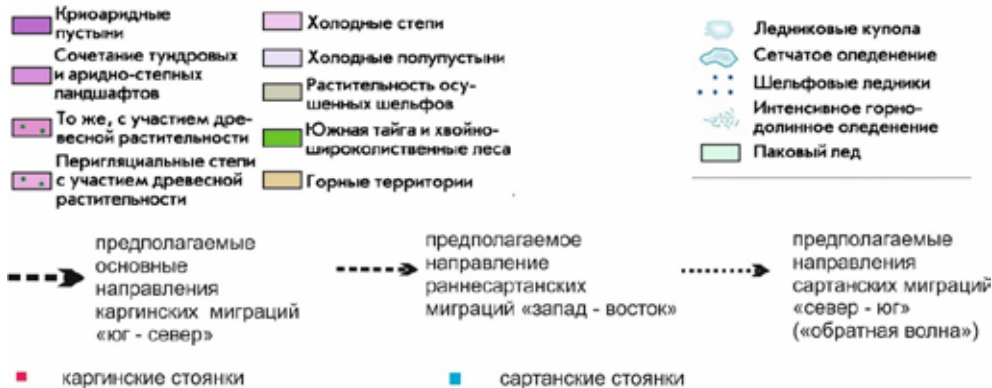 Криоаридные
пустыни
Сочетание тундровых
и аридно-степных
ландшафтов
То же, с участием дре-
весной растительности
Перигляциальные степи
с участием древесной
растительности
Холодные степи
Холодные полупустыни
Растительность осу-
шенных шельфов
Южная тайга и хвойно-
широколиственные леса
Горные территории
Ледниковые купола
Сетчатое оледенение
Шельфовые ледники
Интенсивное горно-
долинное оледенение
Паковый лед
предполагаемые
основные
направления
каргинских миграций
«юг - север»
предполагаемое
направление
раннесартанских
миграций «запад - восток»
предполагаемые
направления
сартанских миграций
«север - юг»
(«обратная волна»)
каргинские стоянки
сартанские стоянки